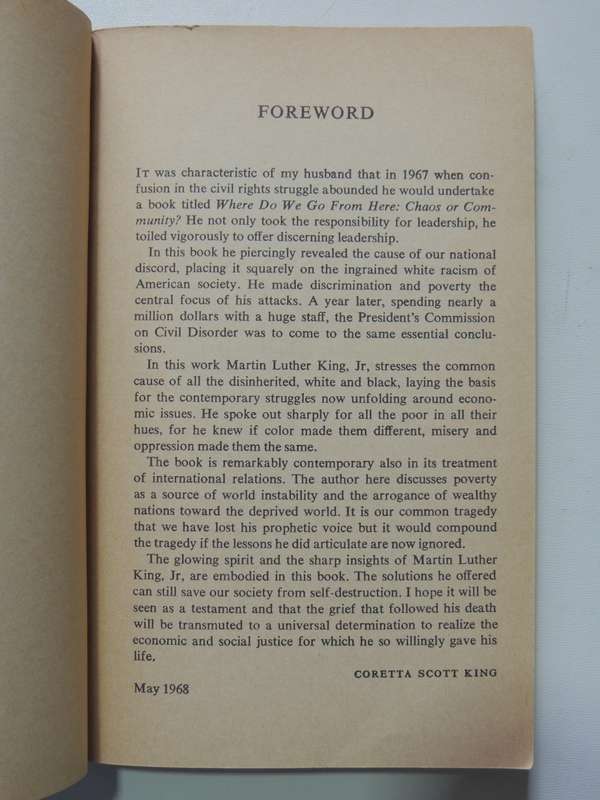 FOREWORD
IT was characteristic of my husband that in 1967 when con-
fusion in the civil rights struggle abounded he would undertake
a book titled Where Do We Go From Here: Chaos or Com-
munity? He not only took the responsibility for leadership, he
toiled vigorously to offer discerning leadership.
In this book he piercingly revealed the cause of our national
discord, placing it squarely on the ingrained white racism of
American society. He made discrimination and poverty the
central focus of his attacks. A year later, spending nearly a
million dollars with a huge staff, the President's Commission
on Civil Disorder was to come to the same essential conclu-
sions.
In this work Martin Luther King, Jr, stresses the common
cause of all the disinherited, white and black, laying the basis
for the contemporary struggles now unfolding around econo-
mic issues. He spoke out sharply for all the poor in all their
hues, for he knew if color made them different, misery and
oppression made them the same.
The book is remarkably contemporary also in its treatment
of international relations. The author here discusses poverty
as a source of world instability and the arrogance of wealthy
nations toward the deprived world. It is our common tragedy
that we have lost his prophetic voice but it would compound
the tragedy if the lessons he did articulate are now ignored.
The glowing spirit and the sharp insights of Martin Luther
King, Jr, are embodied in this book. The solutions he offered
can still save our society from self-destruction. I hope it will be
seen as a testament and that the grief that followed his death
will be transmuted to a universal determination to realize the
economic and social justice for which he so willingly gave his
life.
CORETTA SCOTT KING
May 1968